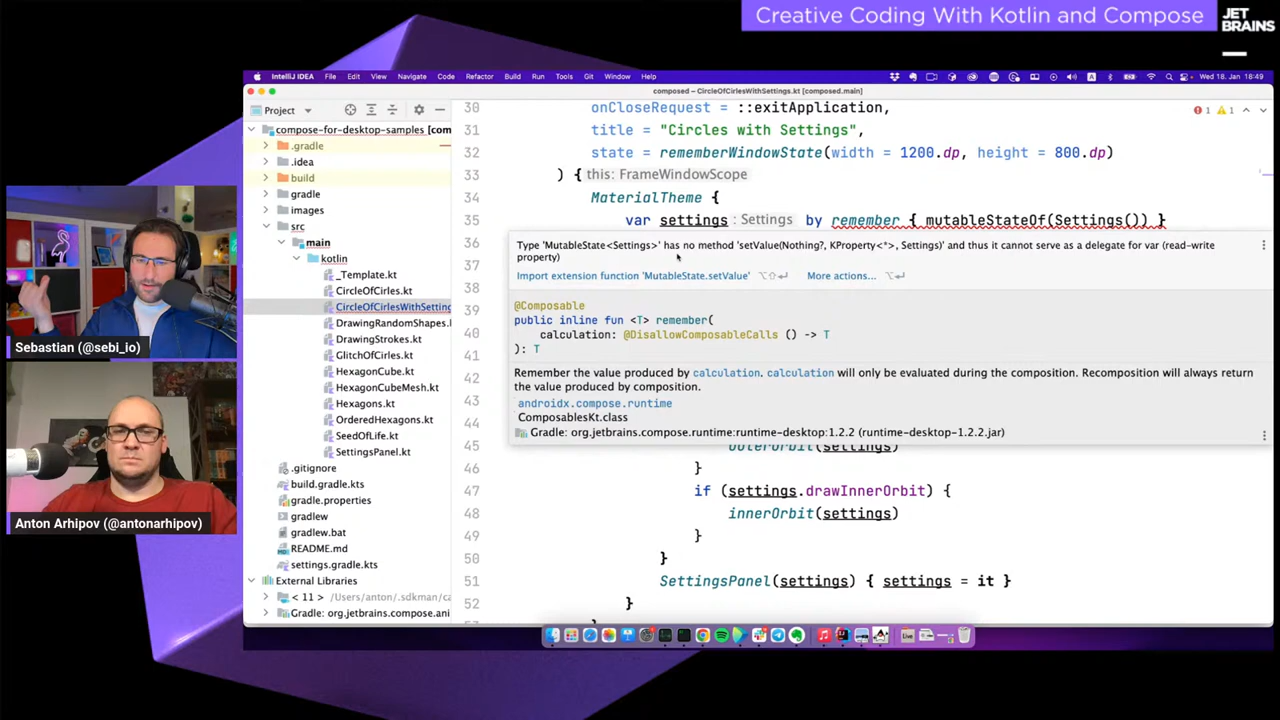 Creative Coding With Kotlin and Compose
JET
BRAINS
IntelliJ IDEA File Edit View Navigate Code Refactor Build Run Tools Git Window Help
A
Wed 18. Jan 18:49
composed – CircleOfCirlesWithSettings.kt [composed.main]
Project
compose-for-desktop-samples [com
.gradle
.idea
build
gradle
images
src
main
kotlin
_Template.kt
CircleOfCirles.kt
CircleOfCirlesWithSetting
DrawingRandomShapes.
DrawingStrokes.kt
GlitchOfCirles.kt
HexagonCube.kt
HexagonCubeMesh.kt
Hexagons.kt
OrderedHexagons.kt
SeedOfLife.kt
SettingsPanel.kt
.gitignore
build.gradle.kts
gradle.properties
gradlew
gradlew.bat
README.md
settings.gradle.kts
External Libraries
< 11 > /Users/anton/.sdkman/ca
Gradle: org.jetbrains.compose.ani
1 1
30 onCloseRequest = ::exitApplication,
31 title = "Circles with Settings",
32 state = rememberWindowState(width = 1200.dp, height = 800.dp)
33 ) { this: FrameWindowScope
34 MaterialTheme {
35 var settings : Settings by remember { mutableStateOf(Settings()) }
36
37
38
39
40
41
42
43
44
45 outerOrbit(settings)
46 }
47 if (settings.drawInnerOrbit) {
48 innerOrbit(settings)
49 }
50 }
51 SettingsPanel(settings) { settings = it }
52 }
Type 'MutableState<Settings>' has no method 'setValue(Nothing?, KProperty<*>, Settings)' and thus it cannot serve as a delegate for var (read-write
property)
Import extension function 'MutableState.setValue' ⌥⇧⏎ More actions... ⌥⏎
@Composable
public inline fun <T> remember(
calculation: @DisallowComposableCalls () -> T
): T
Remember the value produced by calculation. calculation will only be evaluated during the composition. Recomposition will always return
the value produced by composition.
androidx.compose.runtime
ComposablesKt.class
Gradle: org.jetbrains.compose.runtime:runtime-desktop:1.2.2 (runtime-desktop-1.2.2.jar)
Sebastian (@sebi_io)
Anton Arhipov (@antonarhipov)